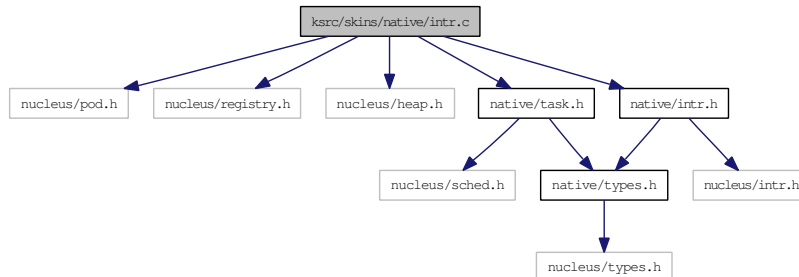 ksrc/skins/native/intr.c
nucleus/pod.h
nucleus/registry.h
nucleus/heap.h
native/task.h
native/intr.h
nucleus/sched.h
native/types.h
nucleus/intr.h
nucleus/types.h